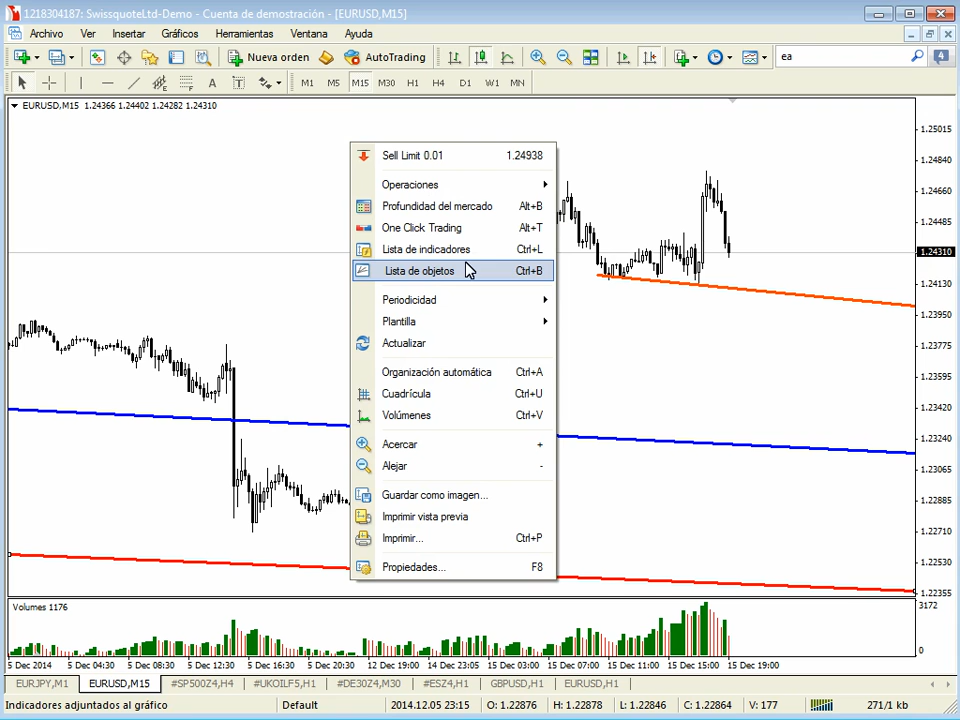 1218304187: SwissquoteLtd-Demo - Cuenta de demostración - [EURUSD,M15]
Archivo Ver Insertar Gráficos Herramientas Ventana Ayuda
Nueva orden AutoTrading ea 4
A T M1 M5 M15 M30 H1 H4 D1 W1 MN
EURUSD,M15 1.24366 1.24402 1.24282 1.24310
1.25015
1.24840
1.24660
1.24485
1.24310
1.24130
1.23950
1.23775
1.23595
1.23420
1.23240
1.23065
1.22885
1.22710
1.22530
1.22355
Sell Limit 0.01 1.24938
Operaciones
Profundidad del mercado Alt+B
One Click Trading Alt+T
Lista de indicadores Ctrl+L
Lista de objetos Ctrl+B
Periodicidad
Plantilla
Actualizar
Organización automática Ctrl+A
Cuadrícula Ctrl+U
Volúmenes Ctrl+V
Acercar +
Alejar -
Guardar como imagen...
Imprimir vista previa
Imprimir... Ctrl+P
Propiedades... F8
Volumes 1176
3172
0
5 Dec 2014 5 Dec 04:30 5 Dec 08:30 5 Dec 12:30 5 Dec 16:30 5 Dec 20:30 12 Dec 19:00 14 Dec 23:05 15 Dec 03:00 15 Dec 07:00 15 Dec 11:00 15 Dec 15:00 15 Dec 19:00
EURJPY,M1 EURUSD,M15 #SP500Z4,H4 #UKOILF5,H1 #DE30Z4,M30 #ESZ4,H1 GBPUSD,H1 EURUSD,H1
Indicadores adjuntados al gráfico Default 2014.12.05 23:15 O: 1.22876 H: 1.22878 L: 1.22846 C: 1.22864 V: 177 271/1 kb